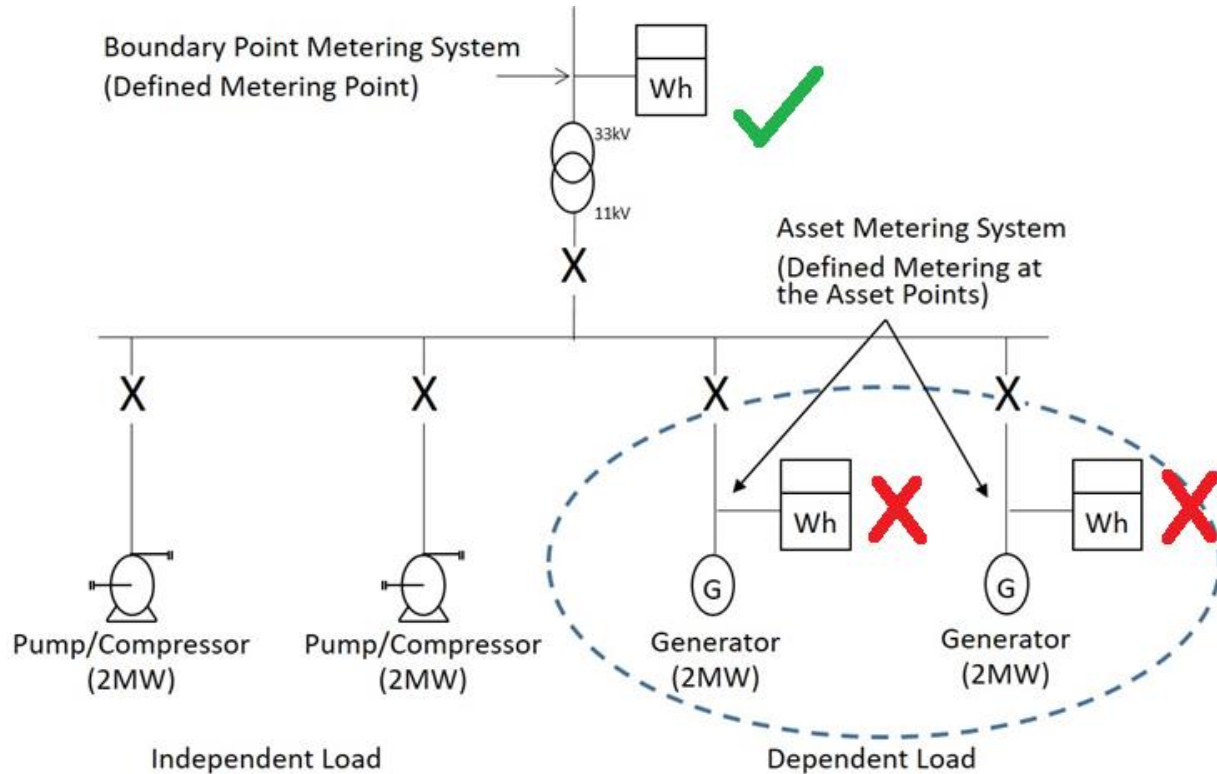 Boundary Point Metering System
(Defined Metering Point)
Wh
33kV
11kV
X
Asset Metering System
(Defined Metering at
the Asset Points)
X
X
X
X
Wh
Wh
G
G
Pump/Compressor
(2MW)
Pump/Compressor
(2MW)
Generator
(2MW)
Generator
(2MW)
Independent Load
Dependent Load